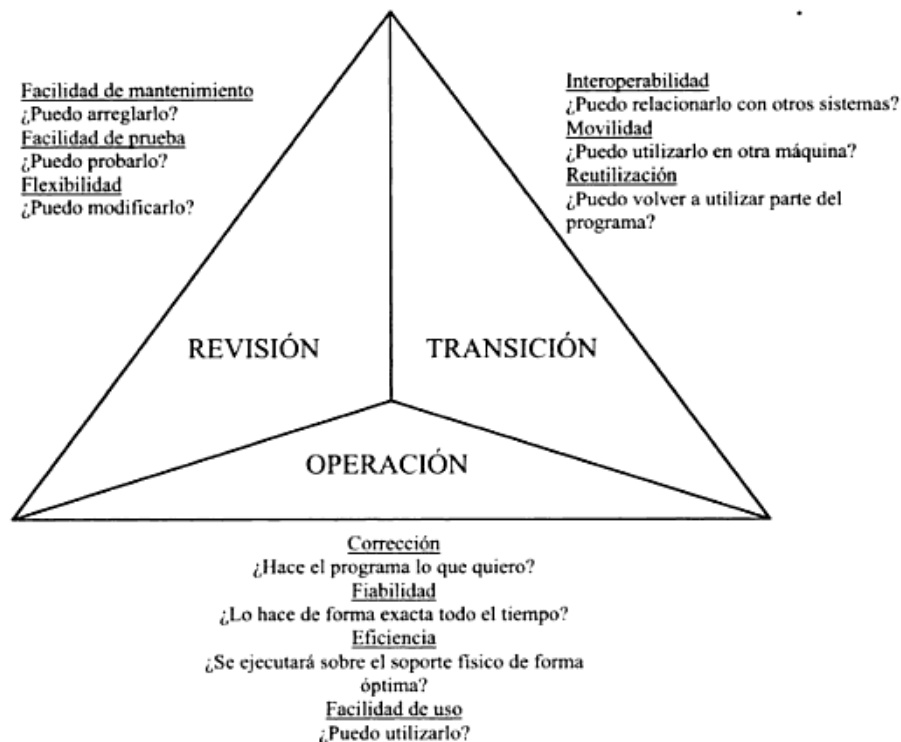 Facilidad de mantenimiento
¿Puedo arreglarlo?
Facilidad de prueba
¿Puedo probarlo?
Flexibilidad
¿Puedo modificarlo?
Interoperabilidad
¿Puedo relacionarlo con otros sistemas?
Movilidad
¿Puedo utilizarlo en otra máquina?
Reutilización
¿Puedo volver a utilizar parte del
programa?
REVISIÓN
TRANSICIÓN
OPERACIÓN
Corrección
¿Hace el programa lo que quiero?
Fiabilidad
¿Lo hace de forma exacta todo el tiempo?
Eficiencia
¿Se ejecutará sobre el soporte físico de forma
óptima?
Facilidad de uso
¿Puedo utilizarlo?